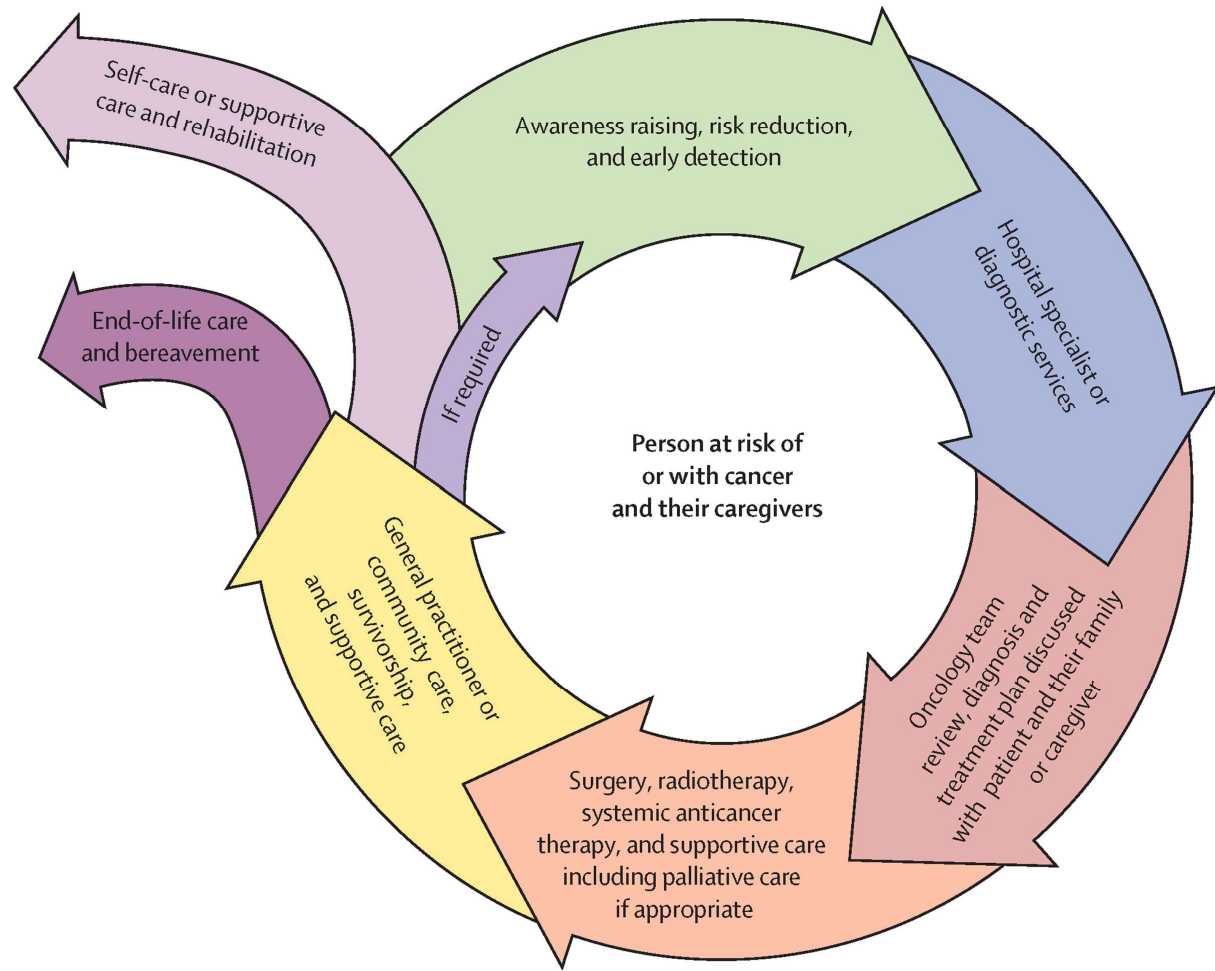 Self-care or supportive
care and rehabilitation
Awareness raising, risk reduction,
and early detection
Hospital specialist or
diagnostic services
End-of-life care
and bereavement
If required
Person at risk of
or with cancer
and their caregivers
Oncology team
review, diagnosis and
treatment plan discussed
with patient and their family
or caregiver
General practitioner or
community care,
survivorship,
and supportive care
Surgery, radiotherapy,
systemic anticancer
therapy, and supportive care
including palliative care
if appropriate